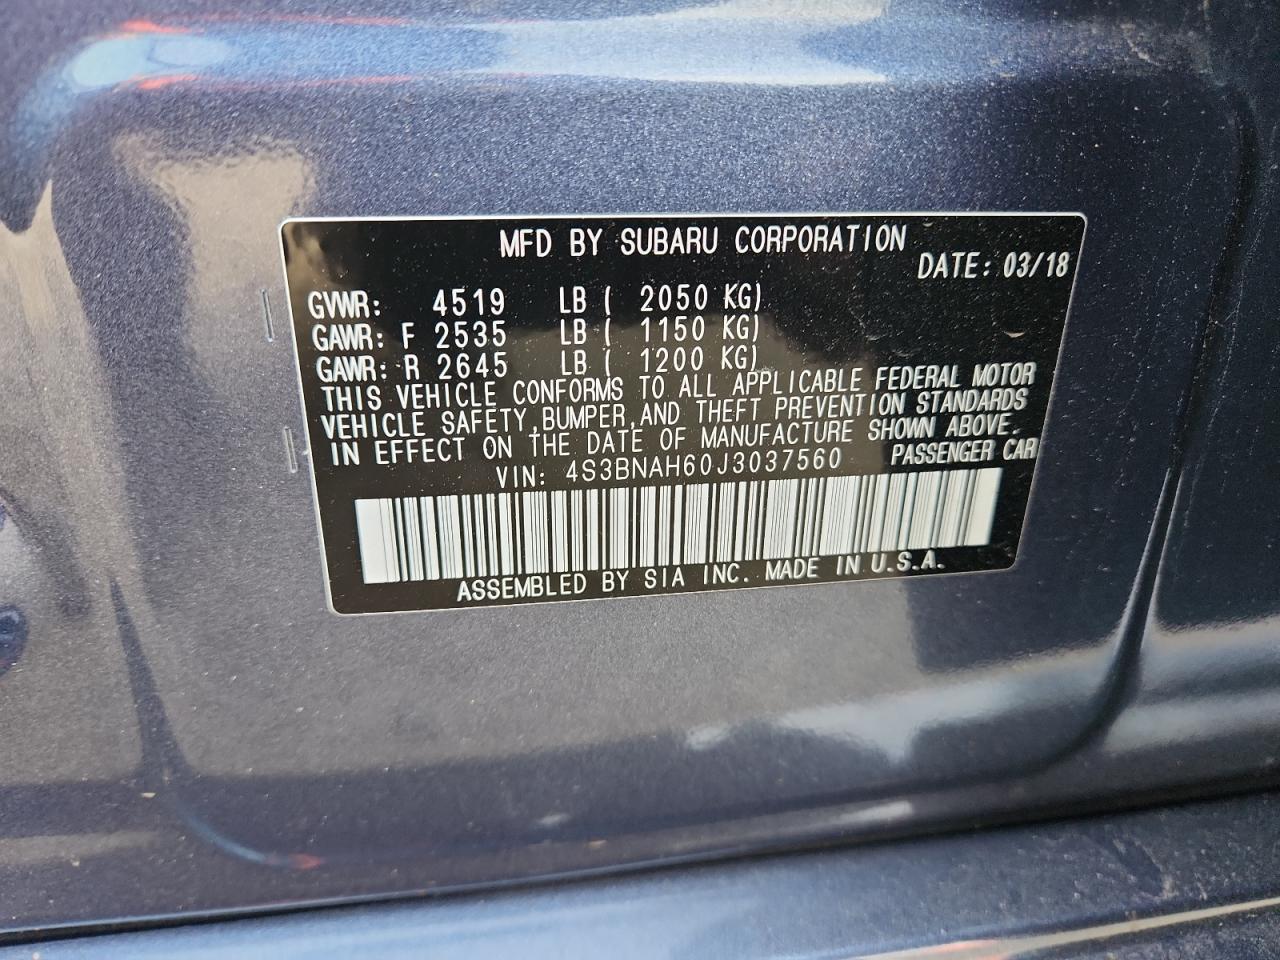 MFD BY SUBARU CORPORATION
DATE: 03/18
GVWR: 4519 LB ( 2050 KG)
GAWR: F 2535 LB ( 1150 KG)
GAWR: R 2645 LB ( 1200 KG)
THIS VEHICLE CONFORMS TO ALL APPLICABLE FEDERAL MOTOR
VEHICLE SAFETY,BUMPER,AND THEFT PREVENTION STANDARDS
IN EFFECT ON THE DATE OF MANUFACTURE SHOWN ABOVE.
VIN: 4S3BNAH60J3037560 PASSENGER CAR
ASSEMBLED BY SIA INC. MADE IN U.S.A.